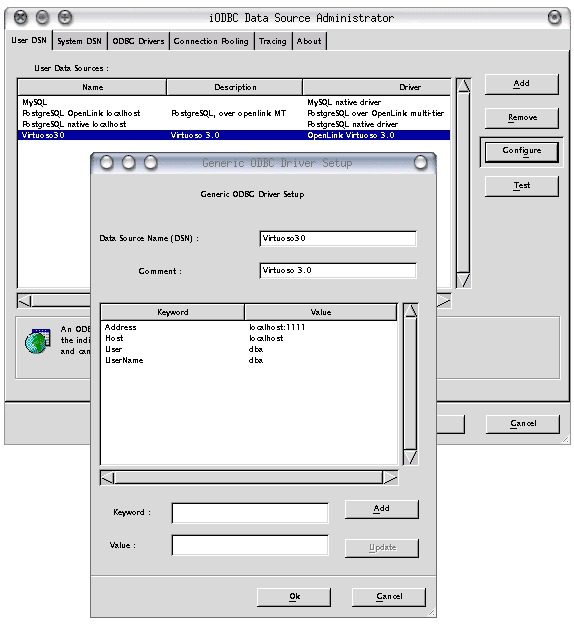 iODBC Data Source Administrator
User DSN System DSN ODBC Drivers Connection Pooling Tracing About
User Data Sources :
Name Description Driver
MySQL MySQL native driver
PostgreSQL OpenLink localhost PostgreSQL, over openlink MT PostgreSQL over OpenLink multi-tier
PostgreSQL native localhost PostgreSQL native driver
Virtuoso30 Virtuoso 3.0 OpenLink Virtuoso 3.0
Add
Remove
Configure
Test
An ODB
the indi
and can
Cancel
Generic ODBC Driver Setup
Generic ODBC Driver Setup
Data Source Name (DSN) : Virtuoso30
Comment : Virtuoso 3.0
Keyword Value
Address localhost:1111
Host localhost
User dba
UserName dba
Keyword : Add
Value : Update
Ok Cancel